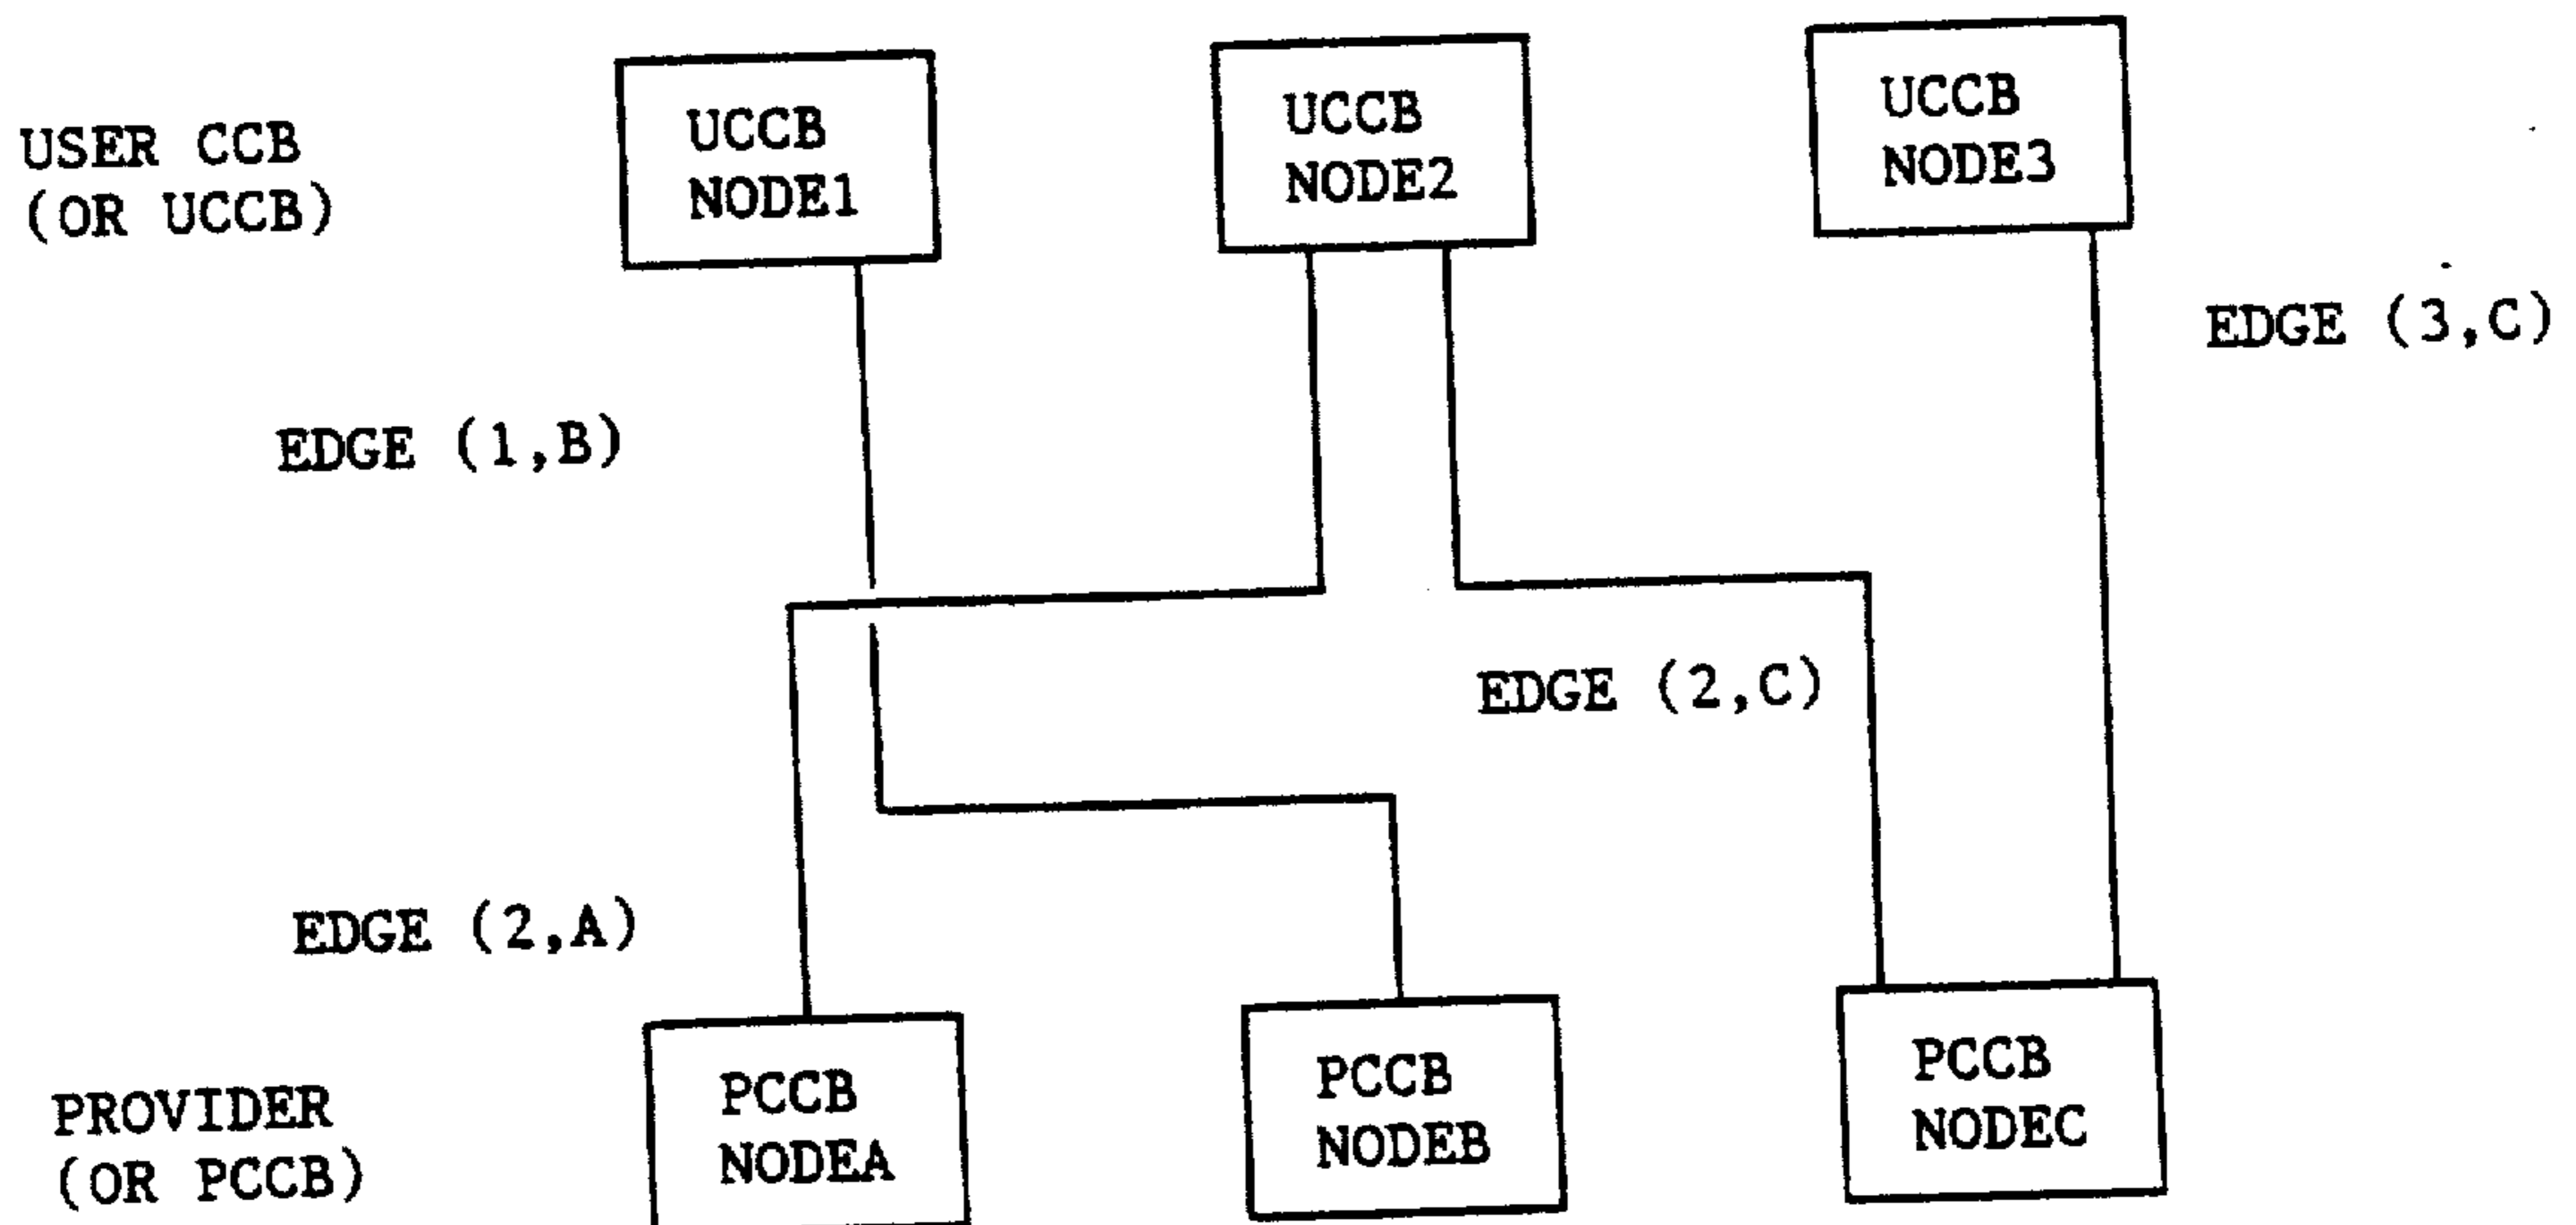 USER CCB
(OR UCCB)
UCCB
NODE1
UCCB
NODE2
UCCB
NODE3
EDGE (3,C)
EDGE (1,B)
EDGE (2,C)
EDGE (2,A)
PROVIDER
(OR PCCB)
PCCB
NODEA
PCCB
NODEB
PCCB
NODEC